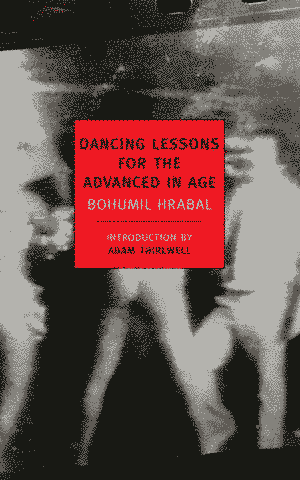 DANCING LESSONS
FOR THE
ADVANCED IN AGE
BOHUMIL HRABAL
INTRODUCTION BY
ADAM THIRLWELL